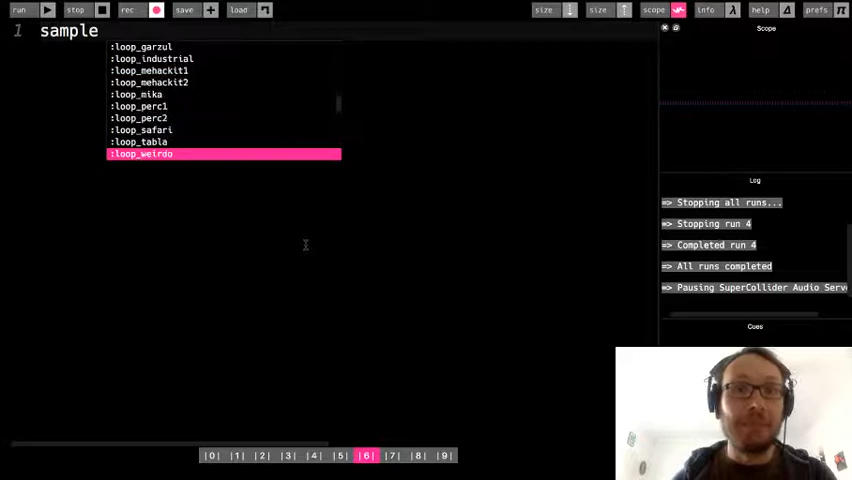 run stop rec save + load size size scope info λ help prefs π
1 sample
:loop_garzul
:loop_industrial
:loop_mehackit1
:loop_mehackit2
:loop_mika
:loop_perc1
:loop_perc2
:loop_safari
:loop_tabla
:loop_weirdo
Scope
Log
=> Stopping all runs...
=> Stopping run 4
=> Completed run 4
=> All runs completed
=> Pausing SuperCollider Audio Serve
Cues
|0| |1| |2| |3| |4| |5| |6| |7| |8| |9|